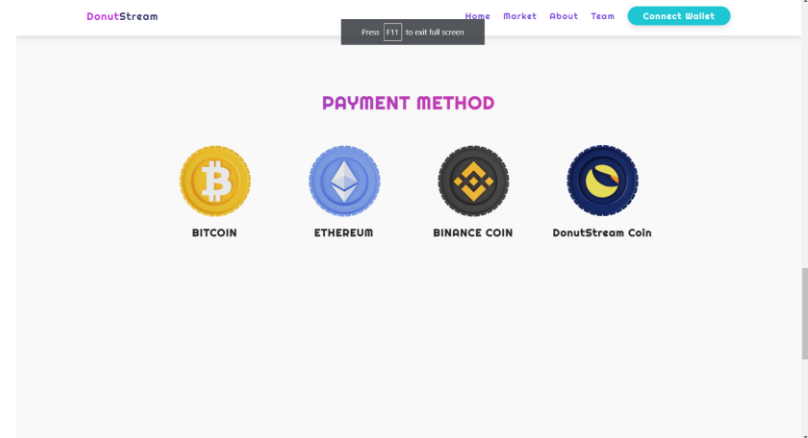 DonutStream
Home Market About Team Connect Wallet
Press F11 to exit full screen
PAYMENT METHOD
BITCOIN ETHEREUM BINANCE COIN DonutStream Coin